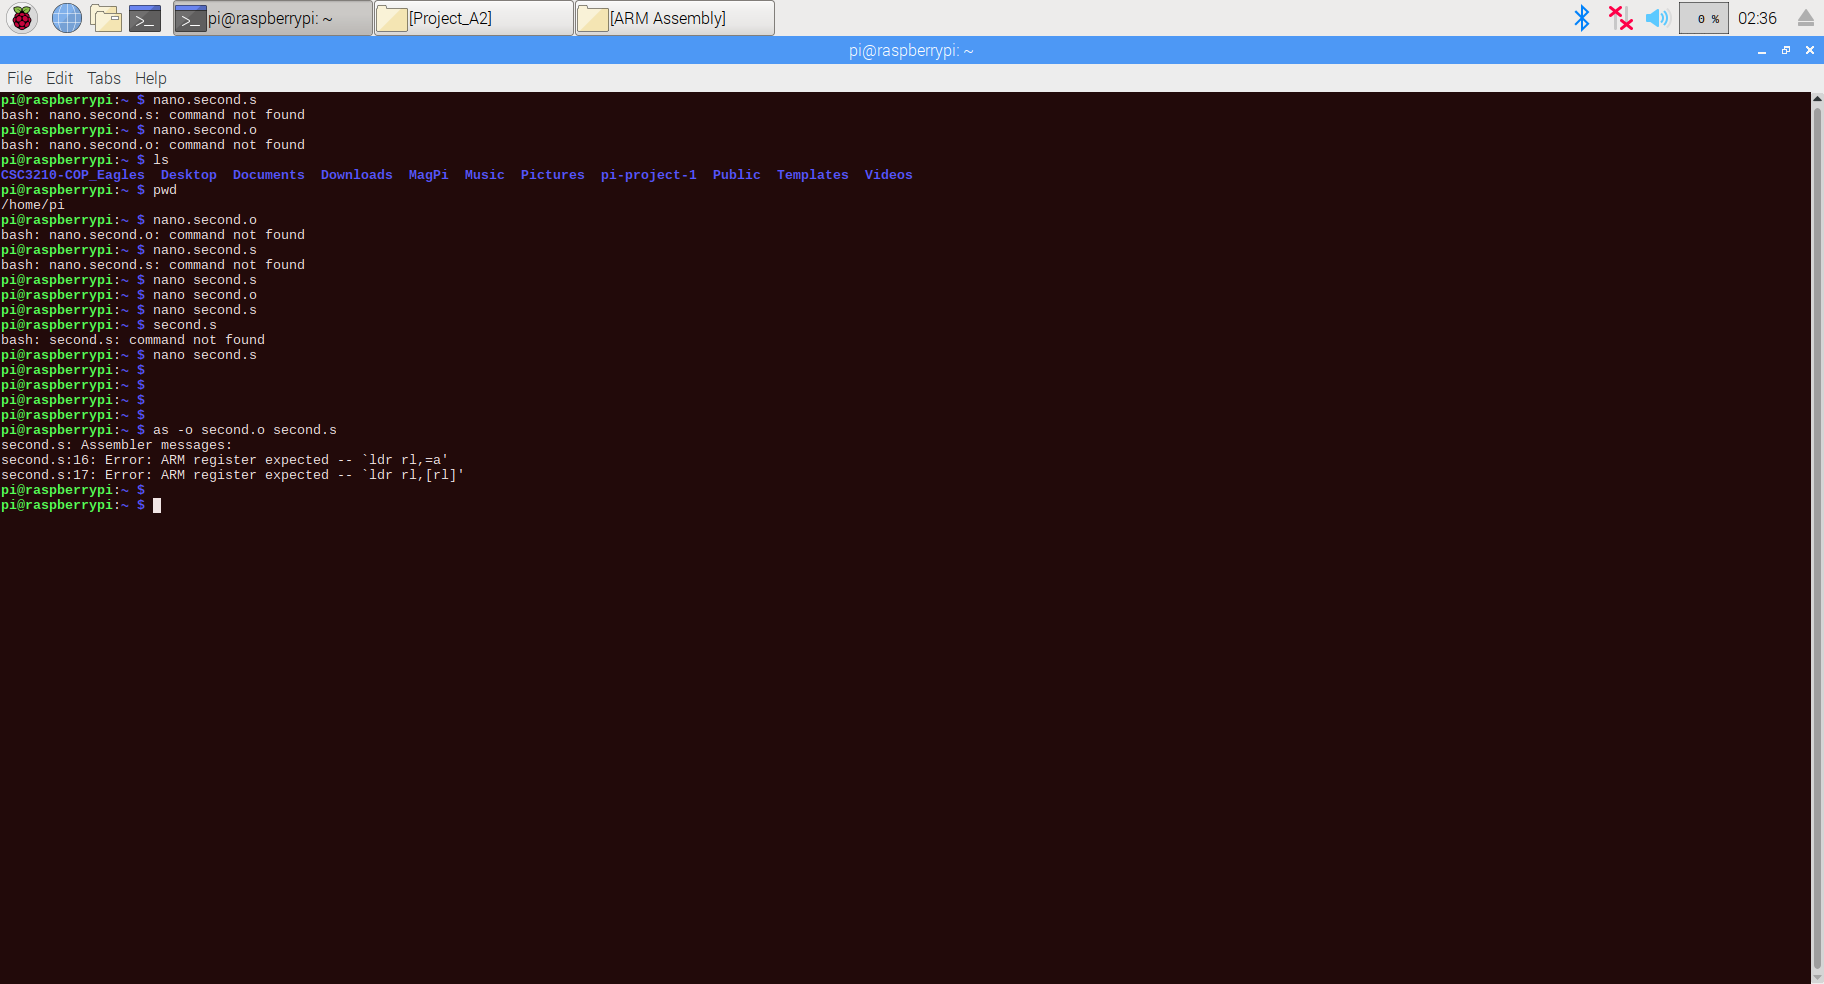 pi@raspberrypi: ~
[Project_A2]
[ARM Assembly]
0 %
02:36
pi@raspberrypi: ~
File Edit Tabs Help
pi@raspberrypi:~ $ nano.second.s
bash: nano.second.s: command not found
pi@raspberrypi:~ $ nano.second.o
bash: nano.second.o: command not found
pi@raspberrypi:~ $ ls
CSC3210-COP_Eagles  Desktop  Documents  Downloads  MagPi  Music  Pictures  pi-project-1  Public  Templates  Videos
pi@raspberrypi:~ $ pwd
/home/pi
pi@raspberrypi:~ $ nano.second.o
bash: nano.second.o: command not found
pi@raspberrypi:~ $ nano.second.s
bash: nano.second.s: command not found
pi@raspberrypi:~ $ nano second.s
pi@raspberrypi:~ $ nano second.o
pi@raspberrypi:~ $ nano second.s
pi@raspberrypi:~ $ second.s
bash: second.s: command not found
pi@raspberrypi:~ $ nano second.s
pi@raspberrypi:~ $
pi@raspberrypi:~ $
pi@raspberrypi:~ $
pi@raspberrypi:~ $
pi@raspberrypi:~ $ as -o second.o second.s
second.s: Assembler messages:
second.s:16: Error: ARM register expected -- `ldr rl,=a'
second.s:17: Error: ARM register expected -- `ldr rl,[rl]'
pi@raspberrypi:~ $
pi@raspberrypi:~ $